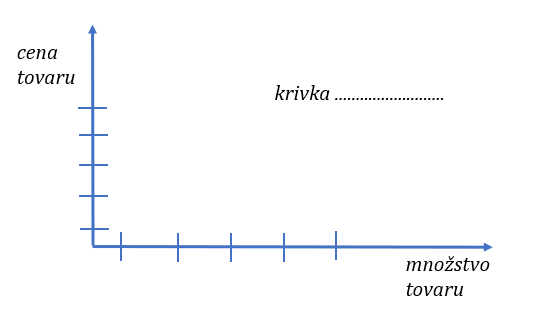 cena
tovaru
krivka ..........................
množstvo
tovaru